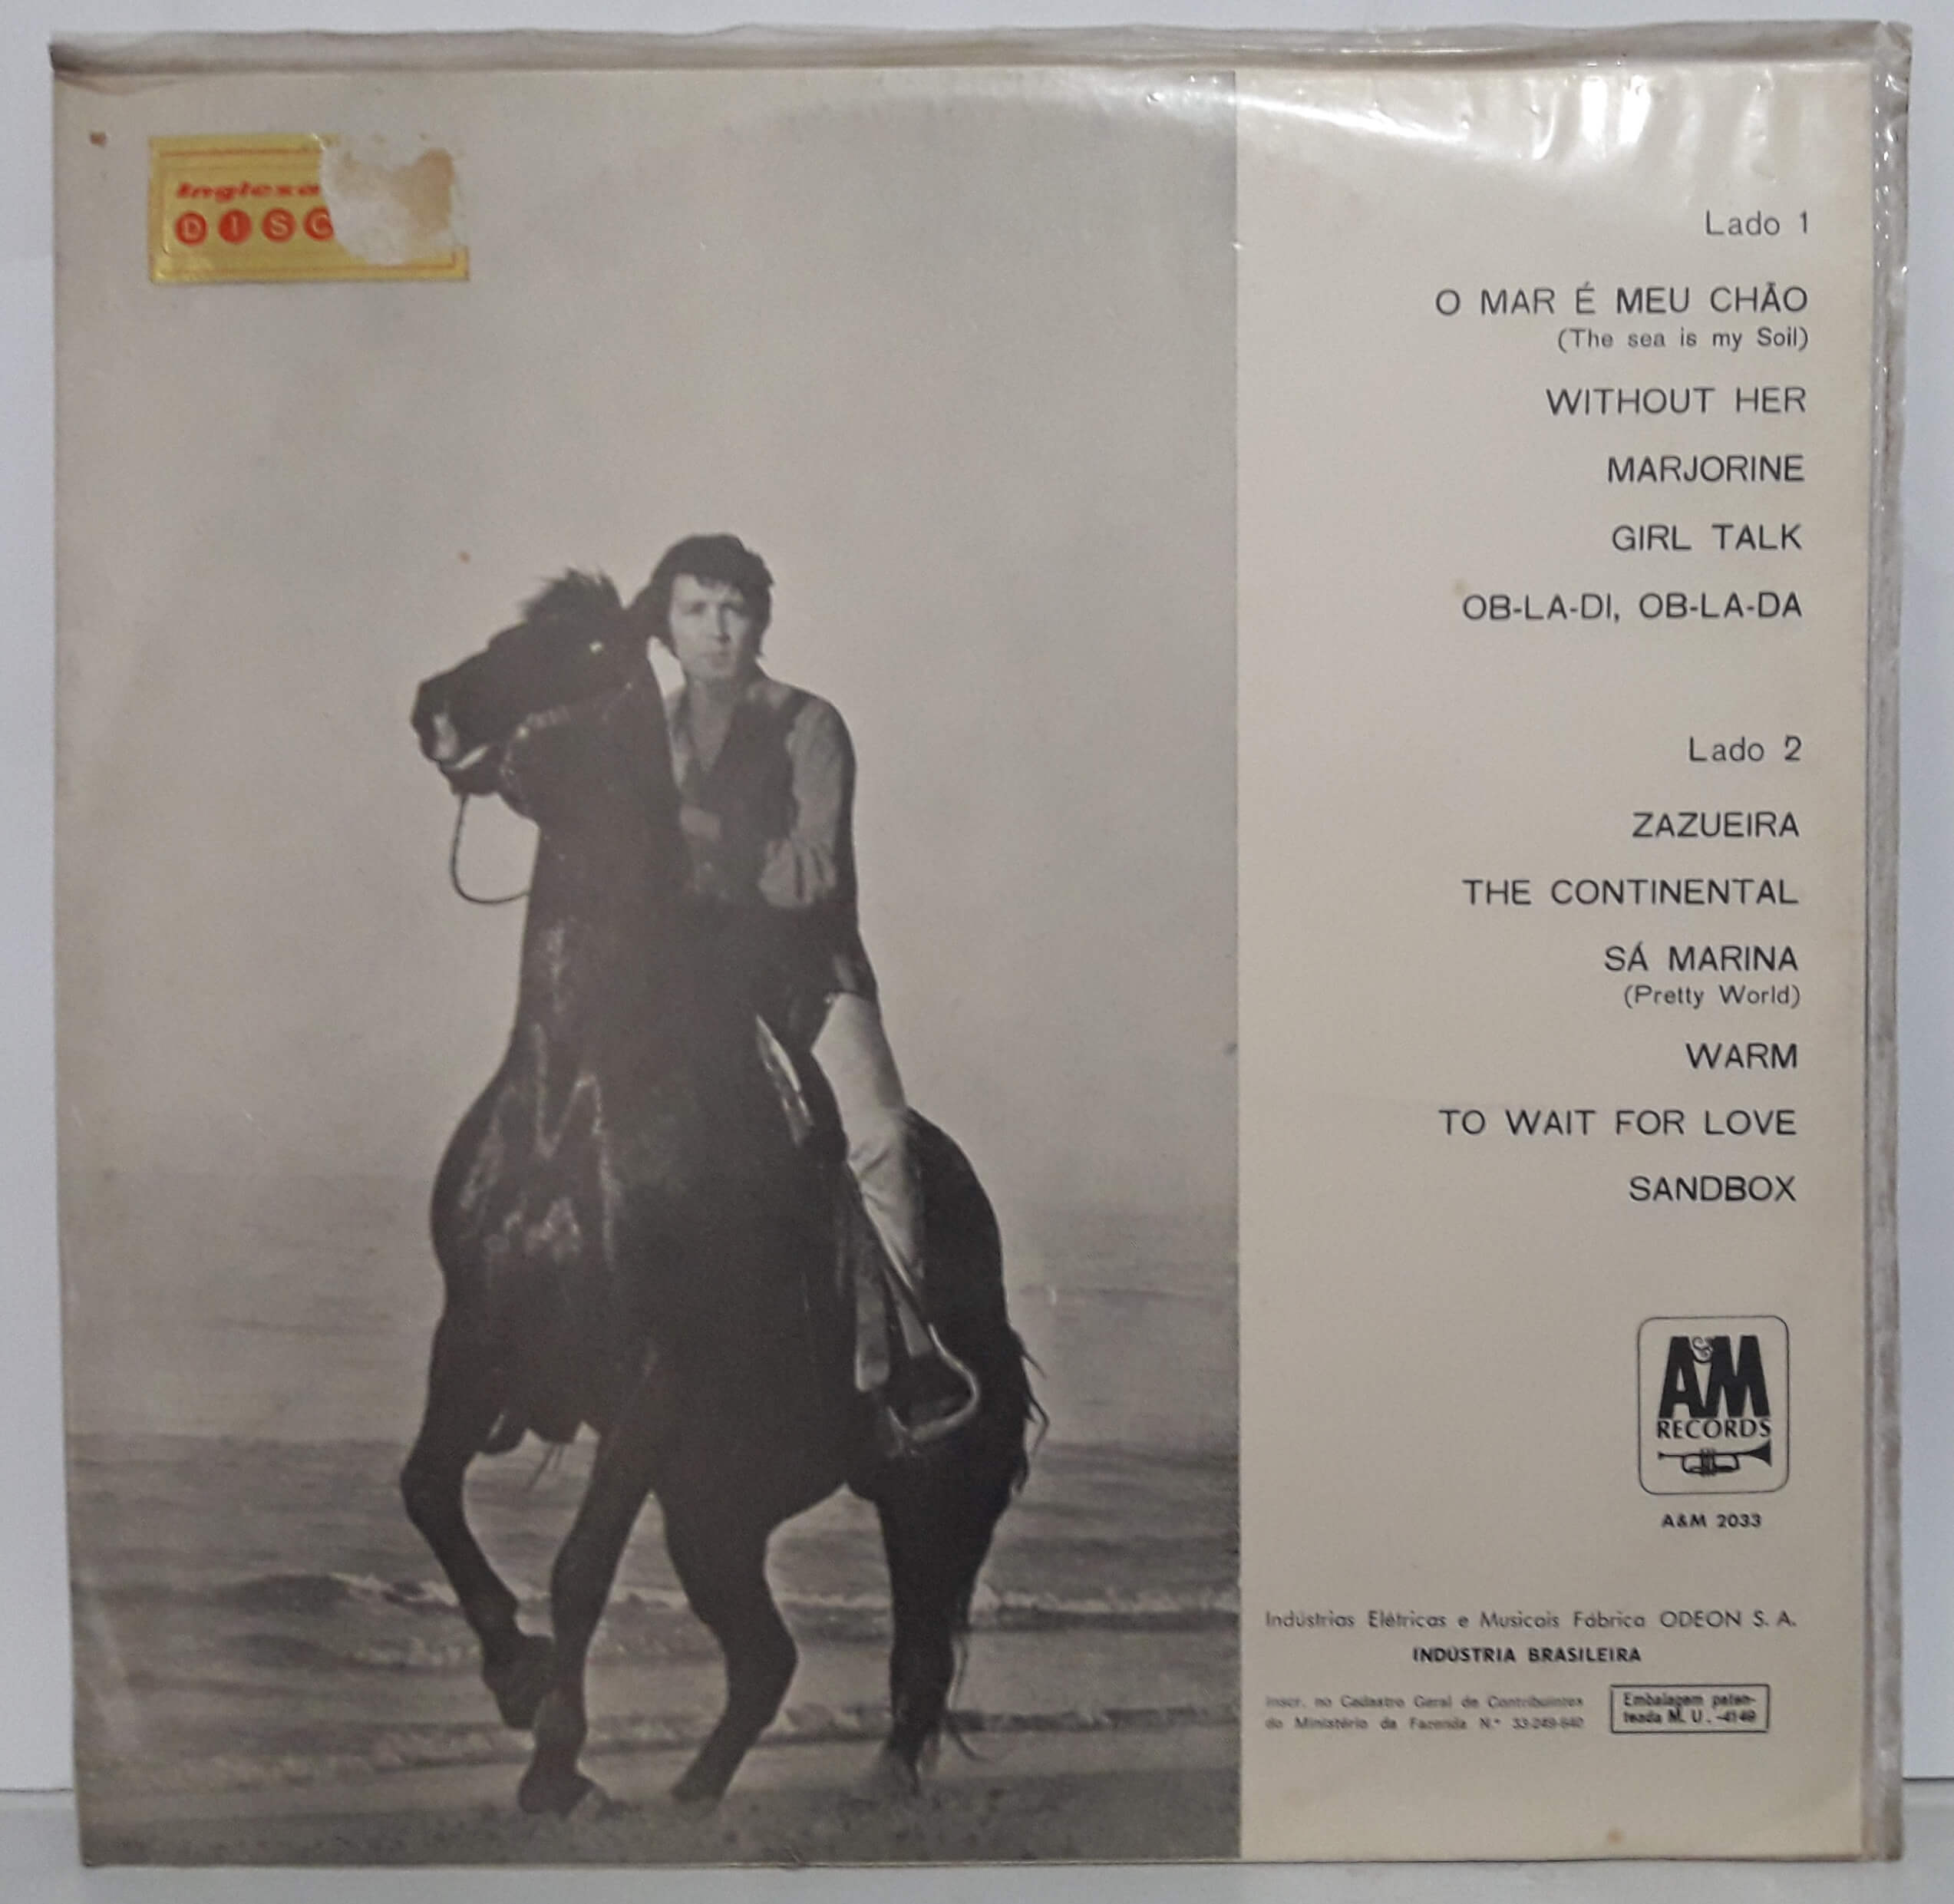 Inglesa
DISC
Lado 1
O MAR É MEU CHÃO
(The sea is my Soil)
WITHOUT HER
MARJORINE
GIRL TALK
OB-LA-DI, OB-LA-DA
Lado 2
ZAZUEIRA
THE CONTINENTAL
SÁ MARINA
(Pretty World)
WARM
TO WAIT FOR LOVE
SANDBOX
A&M
RECORDS
A&M 2033
Indústrias Elétricas e Musicais Fábrica ODEON S. A.
INDÚSTRIA BRASILEIRA
Inscr. no Cadastro Geral de Contribuintes
do Ministério da Fazenda N.º 33-249-640
Embalagem paten-
teada M. U. -4149